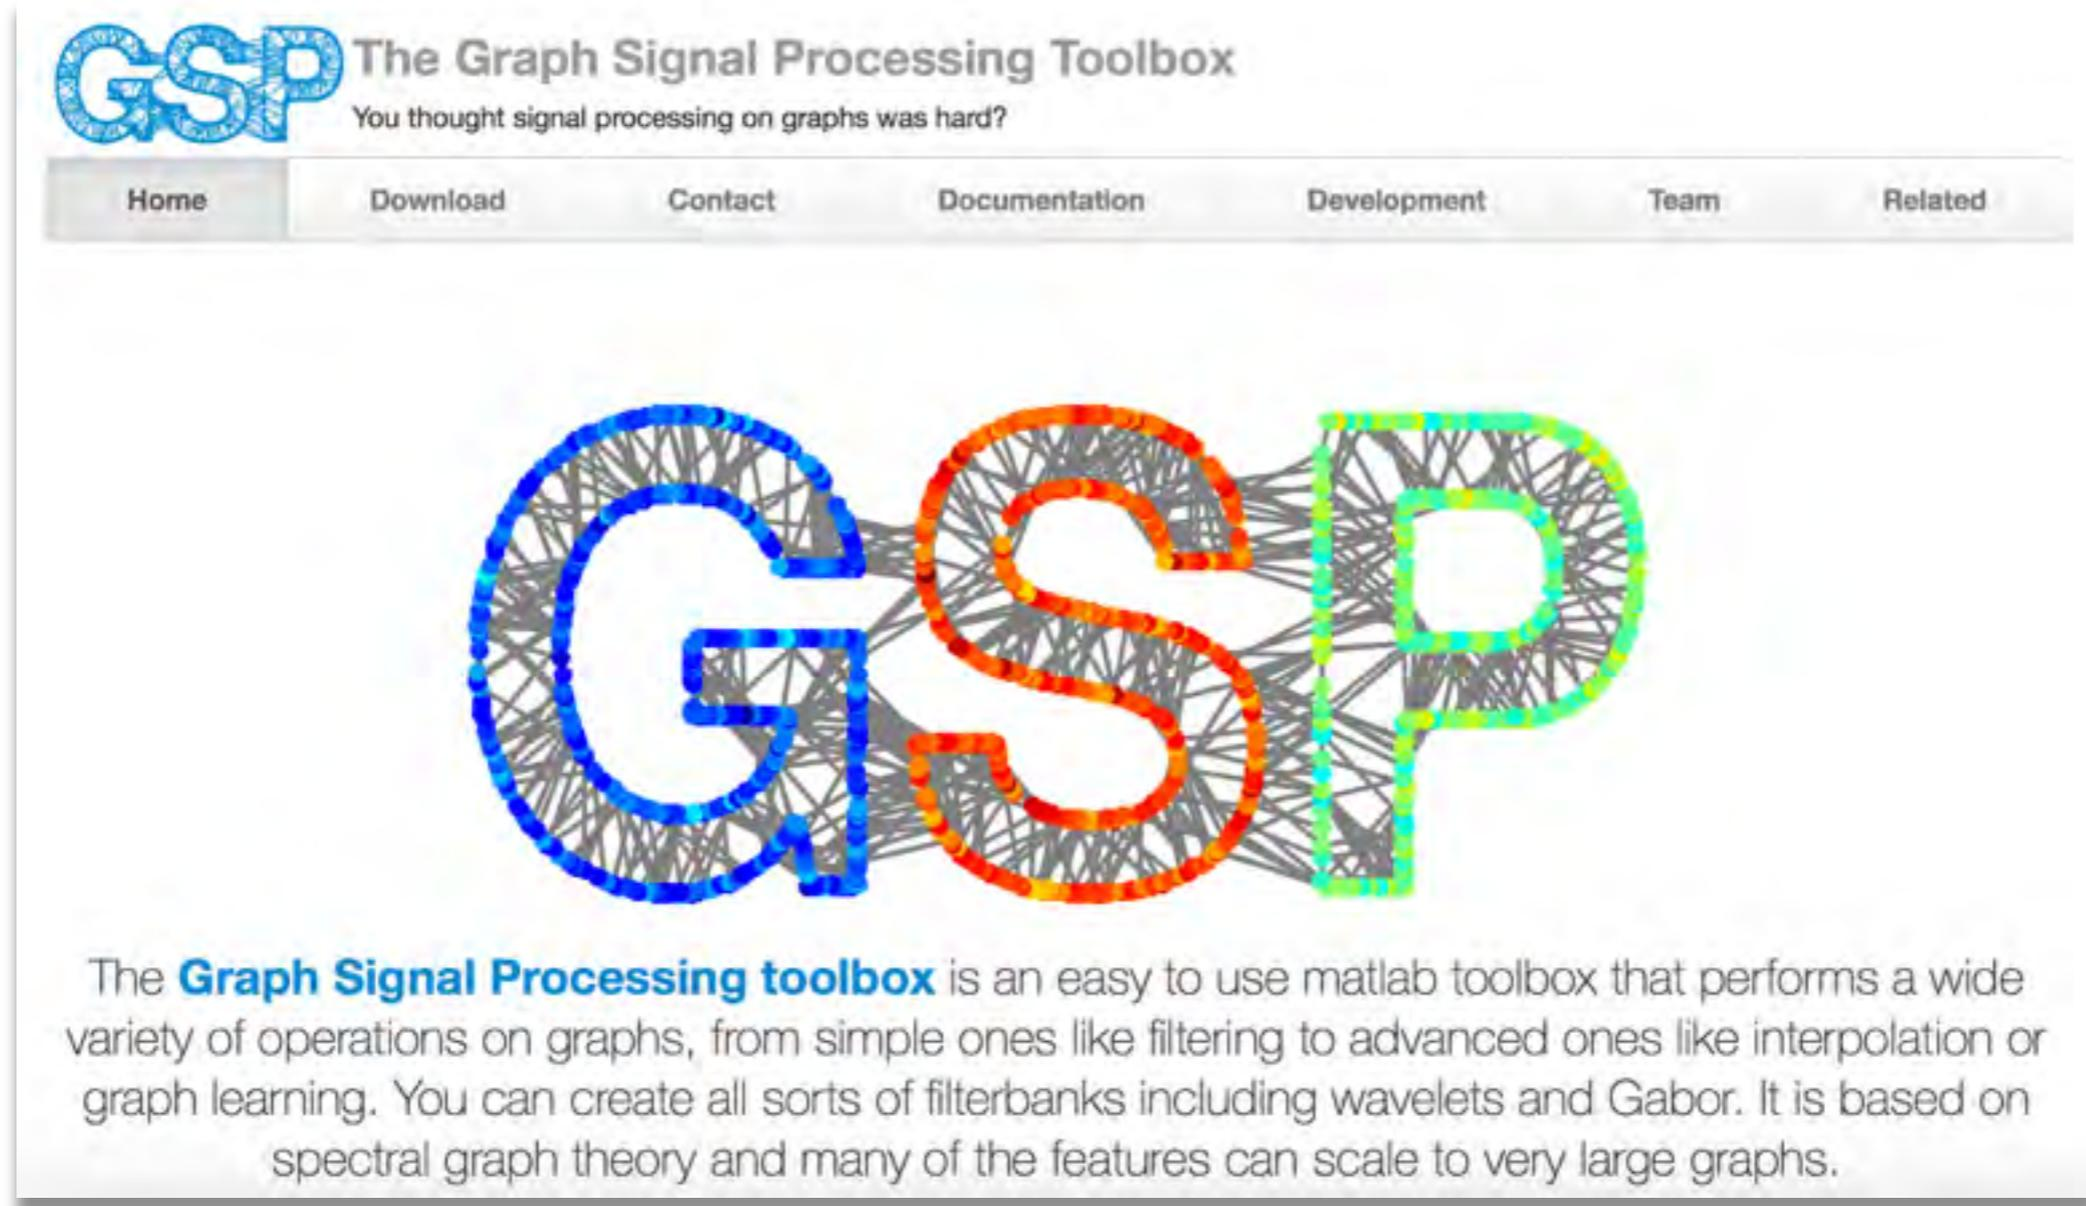 GSP The Graph Signal Processing Toolbox
You thought signal processing on graphs was hard?
Home Download Contact Documentation Development Team Related
GSP
The Graph Signal Processing toolbox is an easy to use matlab toolbox that performs a wide
variety of operations on graphs, from simple ones like filtering to advanced ones like interpolation or
graph learning. You can create all sorts of filterbanks including wavelets and Gabor. It is based on
spectral graph theory and many of the features can scale to very large graphs.